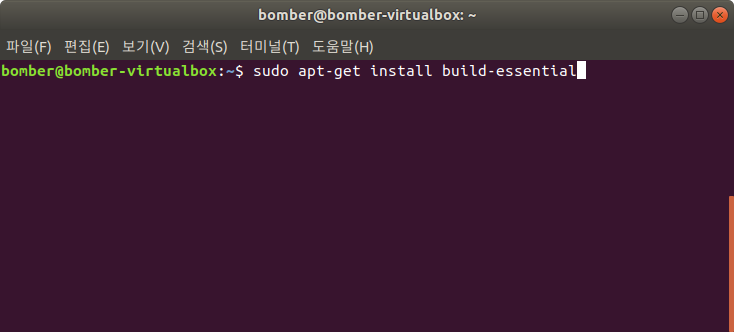 bomber@bomber-virtualbox: ~
파일(F) 편집(E) 보기(V) 검색(S) 터미널(T) 도움말(H)
bomber@bomber-virtualbox:~$ sudo apt-get install build-essential